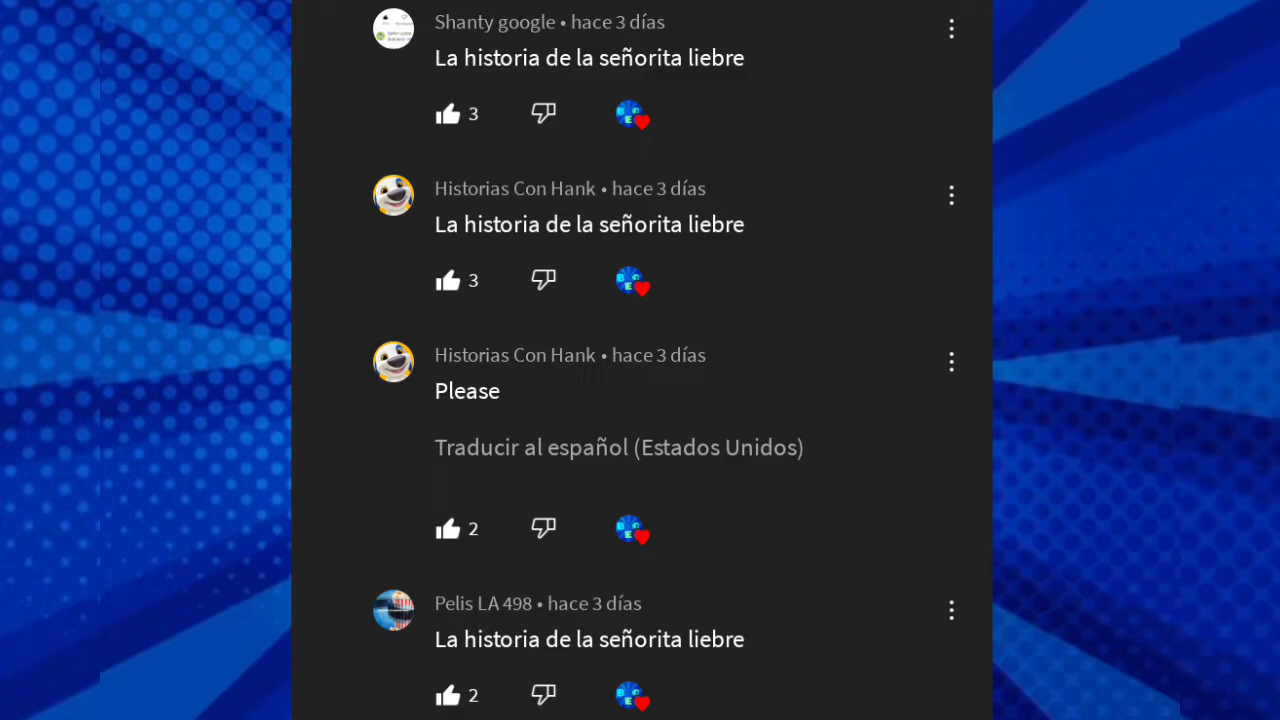 Shanty google • hace 3 días
La historia de la señorita liebre
3
Historias Con Hank • hace 3 días
La historia de la señorita liebre
3
Historias Con Hank • hace 3 días
Please
Traducir al español (Estados Unidos)
2
Pelis LA 498 • hace 3 días
La historia de la señorita liebre
2